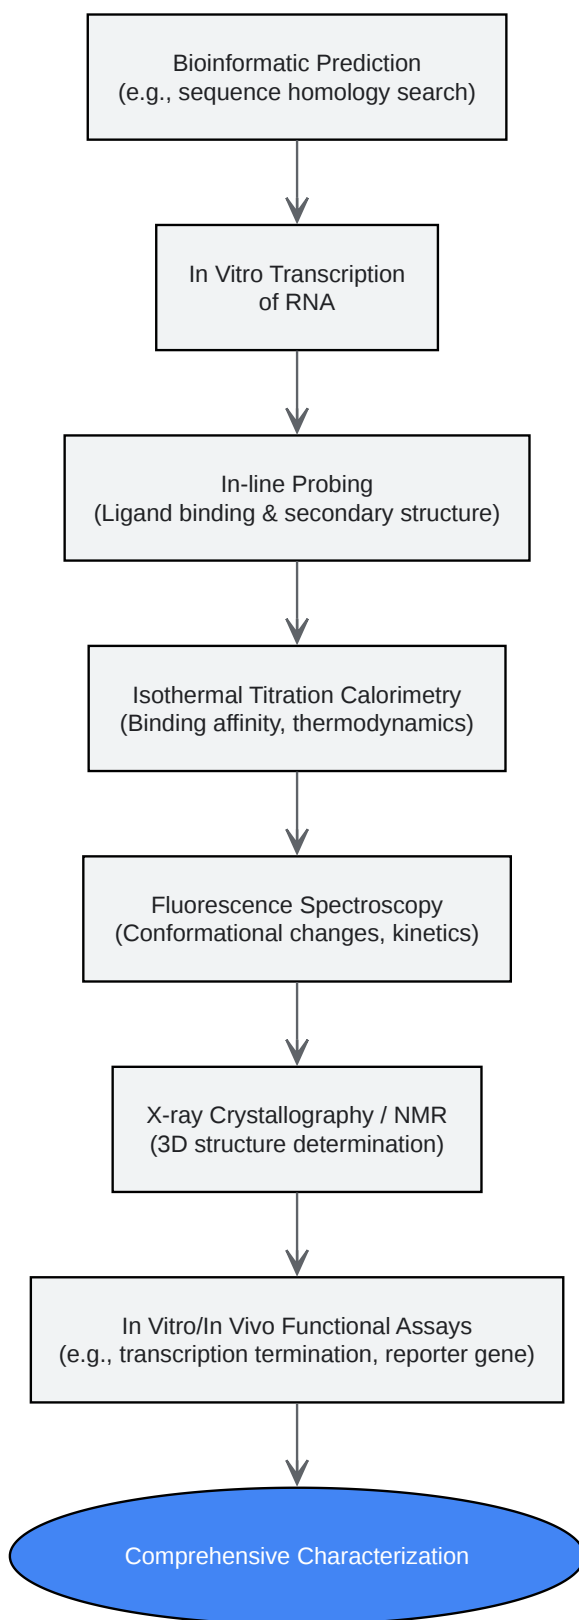 Bioinformatic Prediction
(e.g., sequence homology search)
In Vitro Transcription
of RNA
In-line Probing
(Ligand binding & secondary structure)
Isothermal Titration Calorimetry
(Binding affinity, thermodynamics)
Fluorescence Spectroscopy
(Conformational changes, kinetics)
X-ray Crystallography / NMR
(3D structure determination)
In Vitro/In Vivo Functional Assays
(e.g., transcription termination, reporter gene)
Comprehensive Characterization